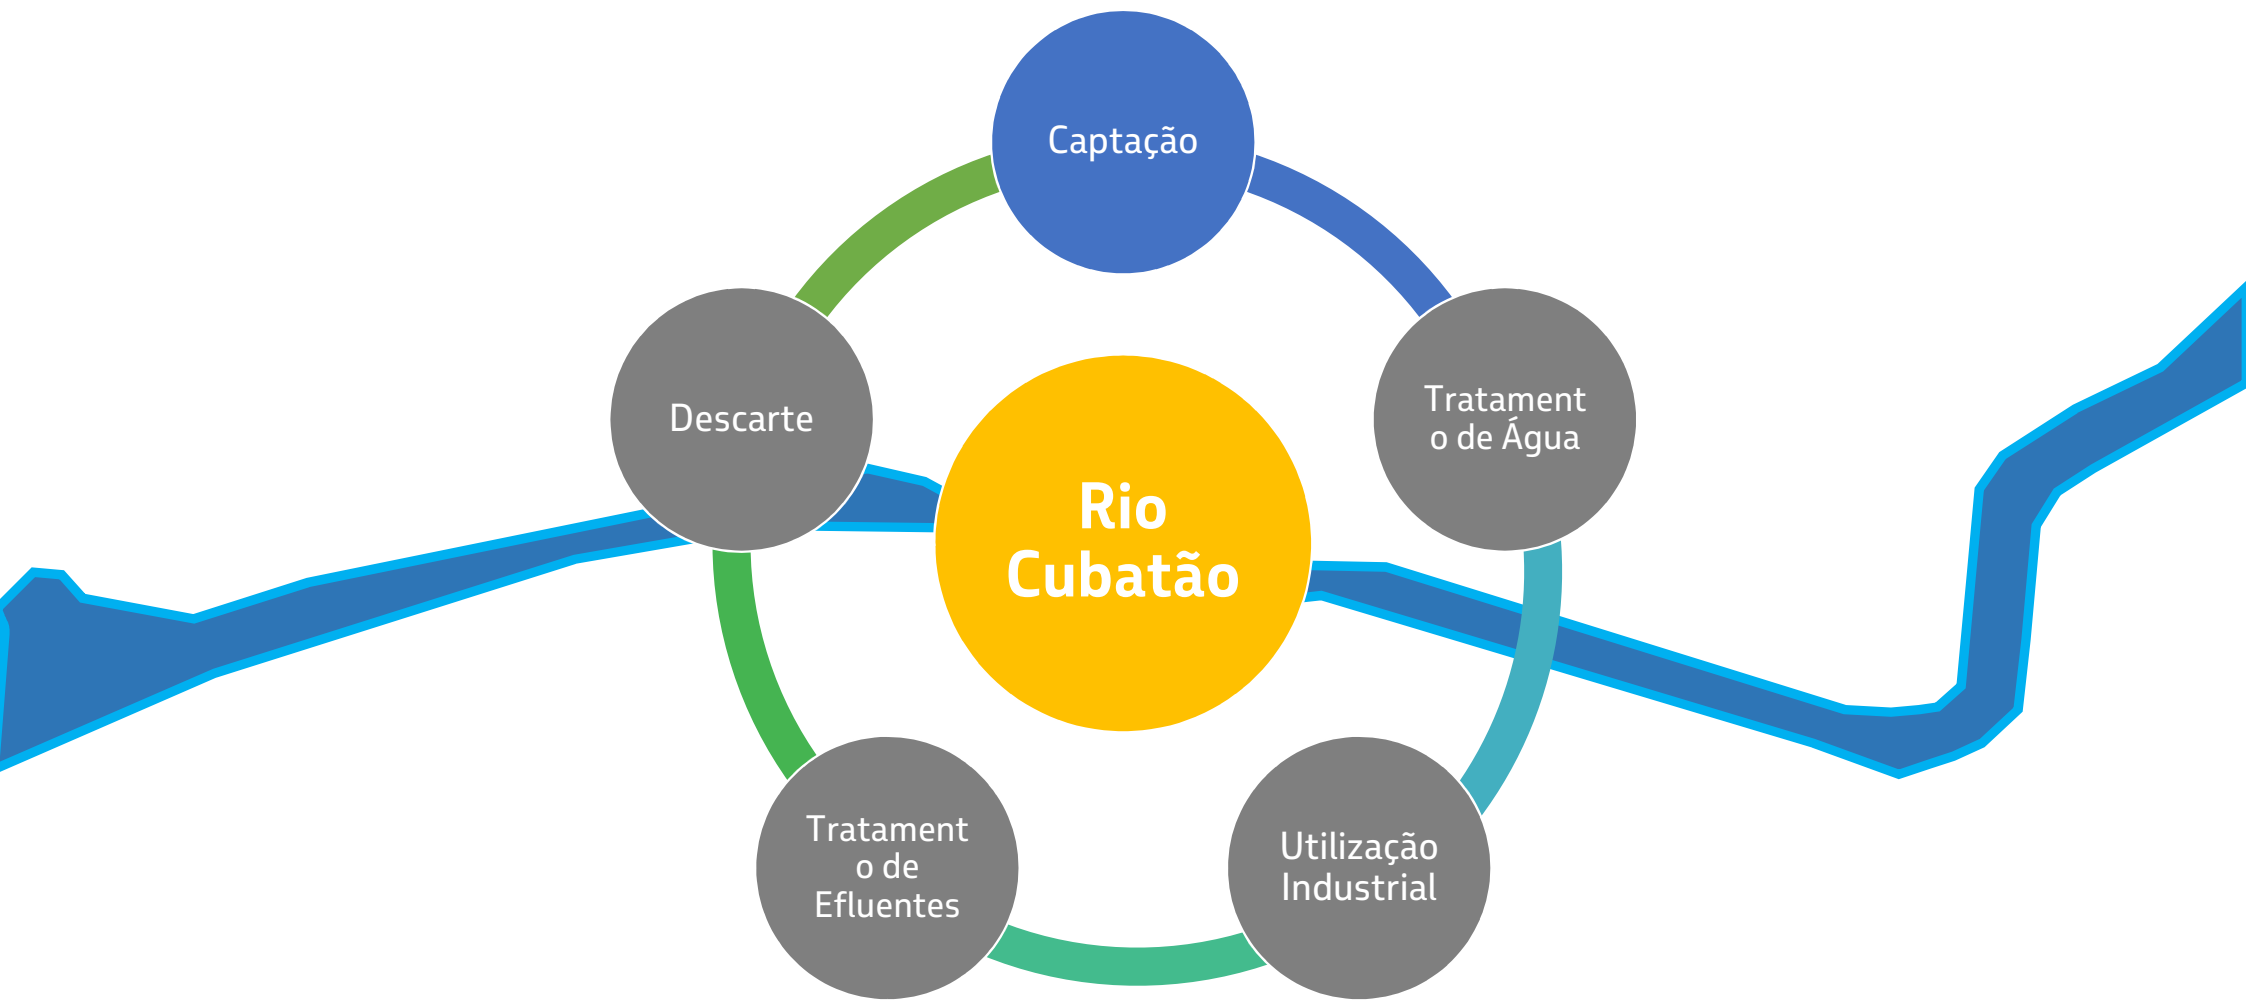 Captação
Tratament
o de Água
Descarte
Rio
Cubatão
Utilização
Industrial
Tratament
o de
Efluentes